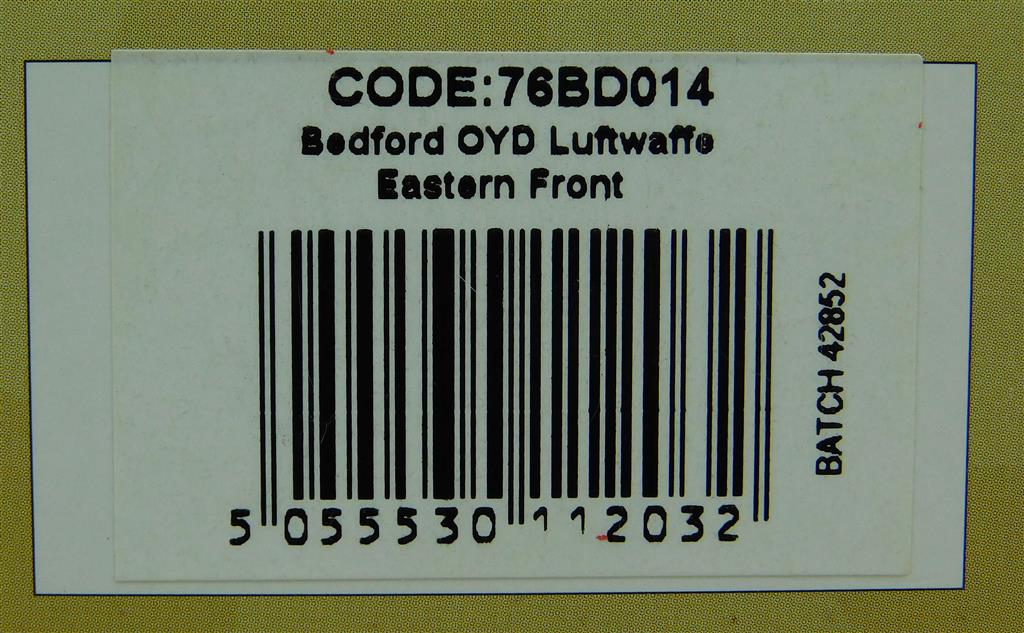 CODE:76BD014
Bedford OYD Luftwaffe
Eastern Front
5 055530 112032
BATCH 42852